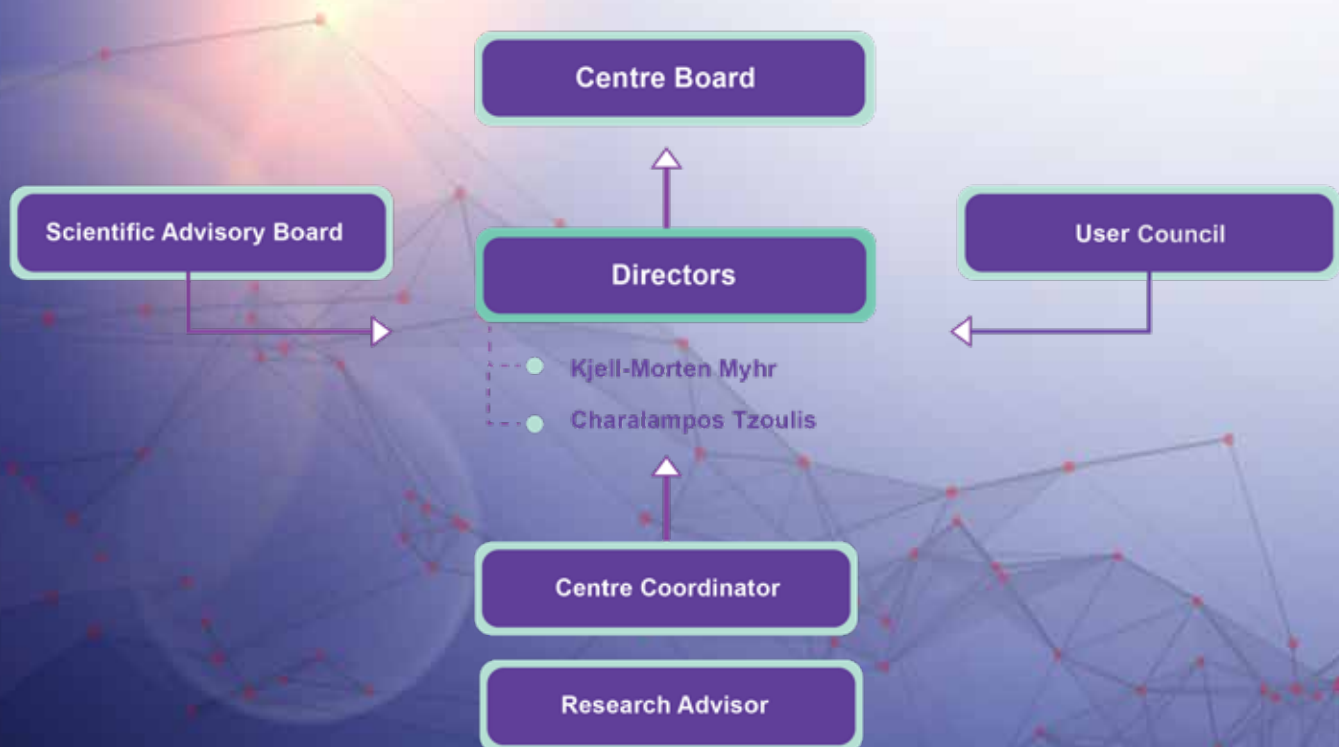 Centre Board
Scientific Advisory Board
Directors
User Council
Kjell-Morten Myhr
Charalampos Tzoulis
Centre Coordinator
Research Advisor